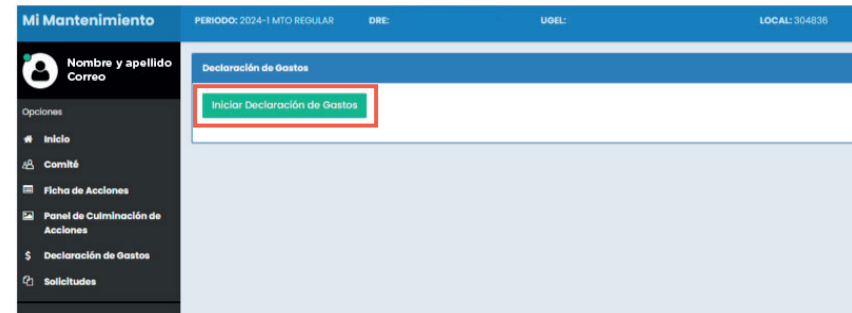 Mi Mantenimiento
PERIODO: 2024-1 MTO REGULAR DRE: UGEL: LOCAL: 304836
Nombre y apellido
Correo
Declaración de Gastos
Iniciar Declaración de Gastos
Opciones
Inicio
Comité
Ficha de Acciones
Panel de Culminación de
Acciones
$ Declaración de Gastos
Solicitudes